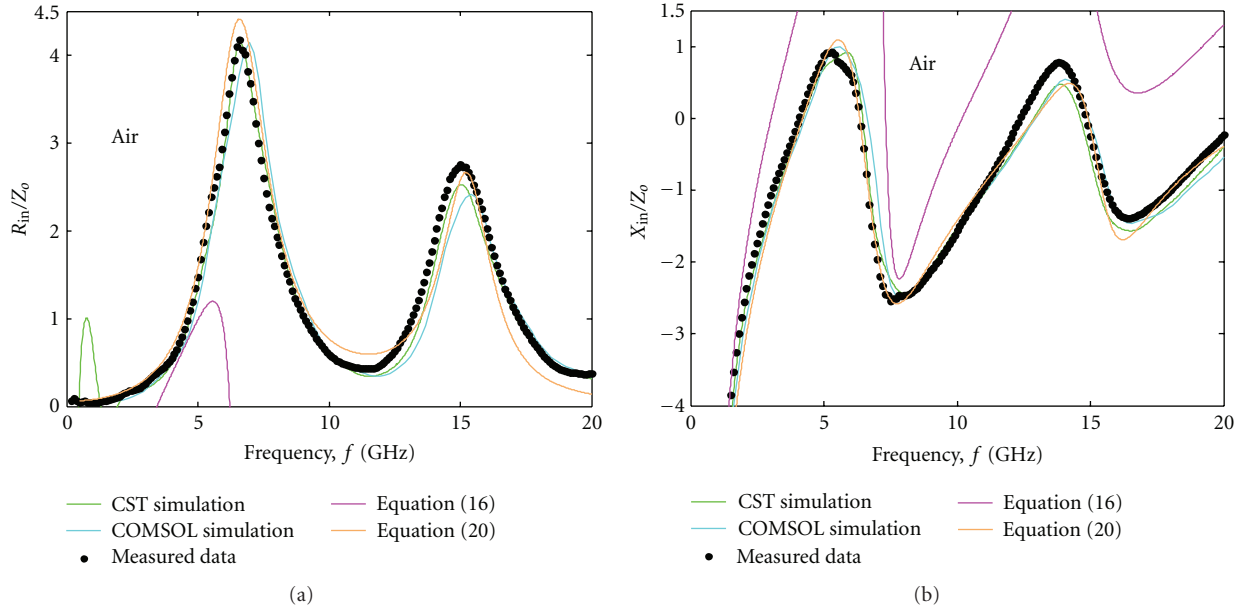 4.5
4
3
2
1
0
R_in/Z_o
Air
0 5 10 15 20
Frequency, f (GHz)
CST simulation
COMSOL simulation
Measured data
Equation (16)
Equation (20)
(a)
1.5
1
0
−1
−2
−3
−4
X_in/Z_o
Air
0 5 10 15 20
Frequency, f (GHz)
CST simulation
COMSOL simulation
Measured data
Equation (16)
Equation (20)
(b)